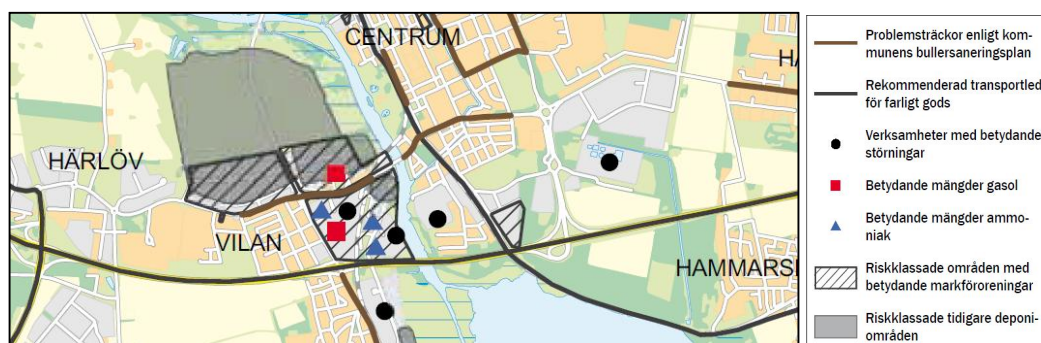 CENTRUM
HÄRLÖV
VILAN
HAMMARS
Problemsträckor enligt kom-
munens bullersaneringsplan
Rekommenderad transportled
för farligt gods
Verksamheter med betydande
störningar
Betydande mängder gasol
Betydande mängder ammo-
niak
Riskklassade områden med
betydande markföroreningar
Riskklassade tidigare deponi-
områden